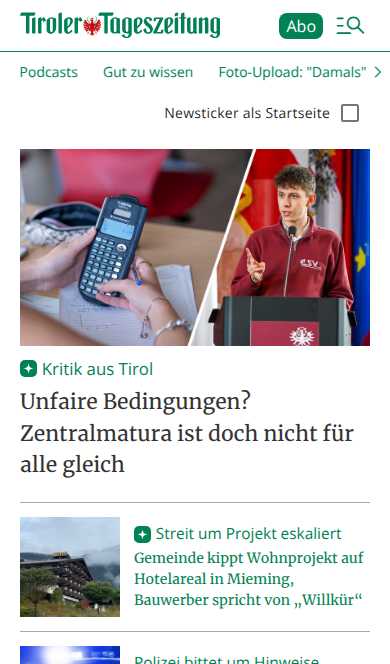 Tiroler Tageszeitung
Abo
Podcasts Gut zu wissen Foto-Upload: "Damals"
Newsticker als Startseite
Kritik aus Tirol
Unfaire Bedingungen?
Zentralmatura ist doch nicht für
alle gleich
Streit um Projekt eskaliert
Gemeinde kippt Wohnprojekt auf
Hotelareal in Mieming,
Bauwerber spricht von „Willkür“
Polizei bittet um Hinweise